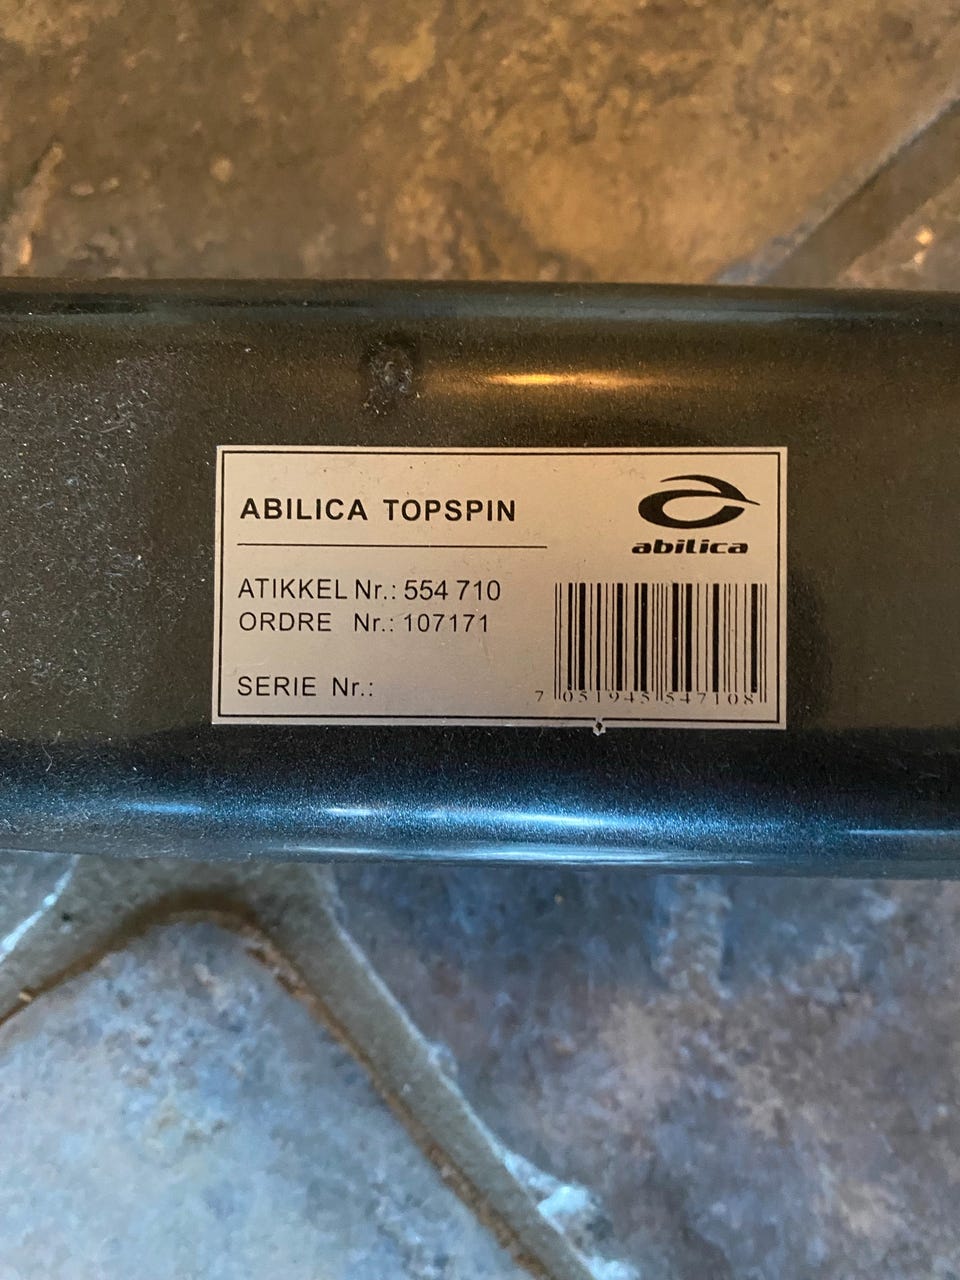 ABILICA TOPSPIN
abilica
ATIKKEL Nr.: 554 710
ORDRE Nr.: 107171
SERIE Nr.:
7 051945 547108